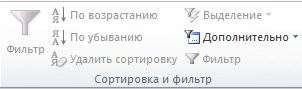 Фильтр
По возрастанию
По убыванию
Удалить сортировку
Выделение
Дополнительно
Фильтр
Сортировка и фильтр